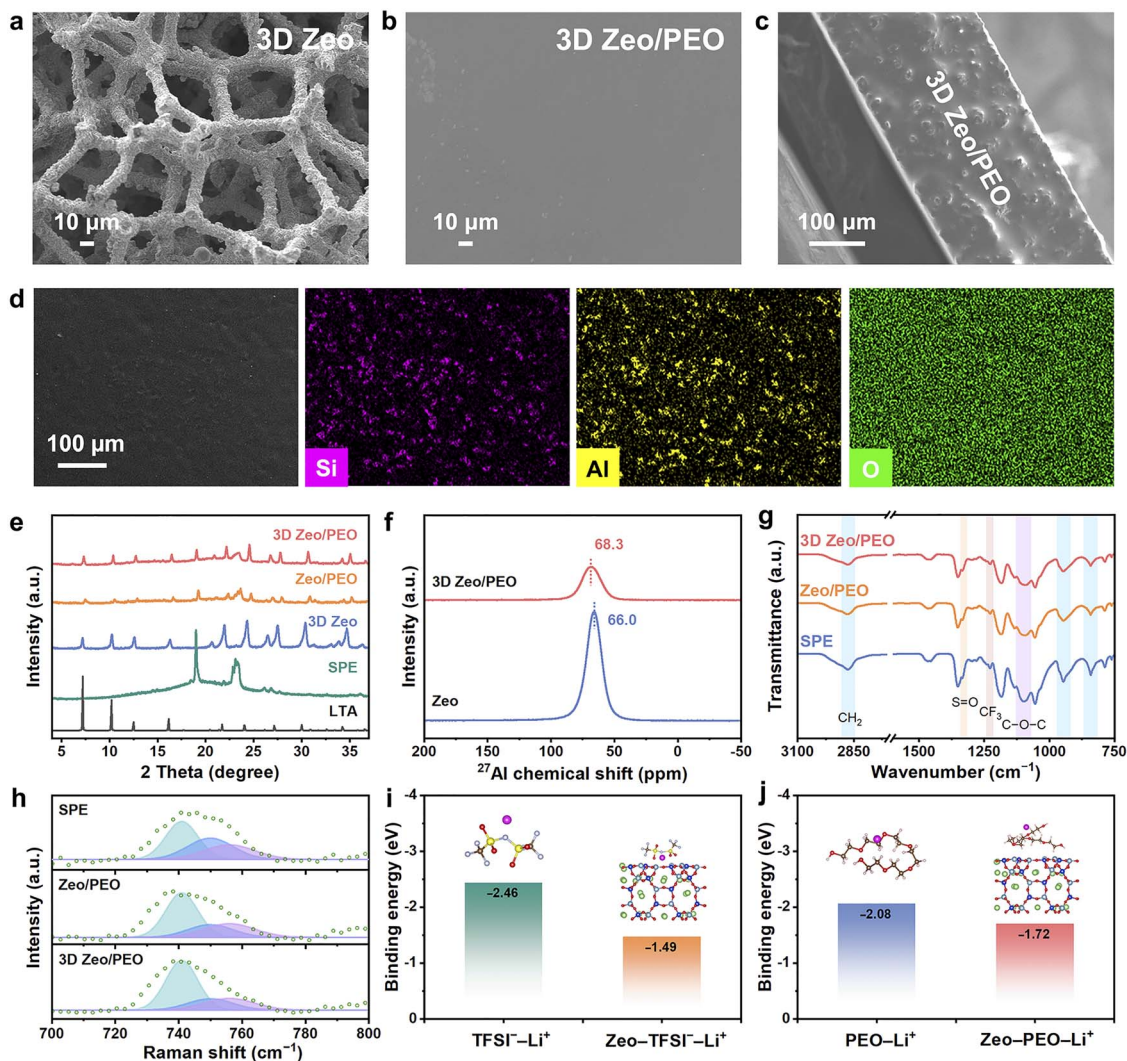 a
3D Zeo
10 μm
b
3D Zeo/PEO
10 μm
c
3D Zeo/PEO
100 μm
d
100 μm
Si
Al
O
e
3D Zeo/PEO
Zeo/PEO
3D Zeo
SPE
LTA
Intensity (a.u.)
5 10 15 20 25 30 35
2 Theta (degree)
f
68.3
3D Zeo/PEO
66.0
Zeo
Intensity (a.u.)
200 150 100 50 0 -50
²⁷Al chemical shift (ppm)
g
3D Zeo/PEO
Zeo/PEO
SPE
S=O
CH₂
CF₃
C–O–C
Transmittance (a.u.)
3100 2850 1500 1250 1000 750
Wavenumber (cm⁻¹)
h
SPE
Zeo/PEO
3D Zeo/PEO
Intensity (a.u.)
700 720 740 760 780 800
Raman shift (cm⁻¹)
i
-4
-3
-2
-1
0
Binding energy (eV)
−2.46
−1.49
TFSI⁻–Li⁺
Zeo–TFSI⁻–Li⁺
j
-4
-3
-2
-1
0
Binding energy (eV)
−2.08
−1.72
PEO–Li⁺
Zeo–PEO–Li⁺